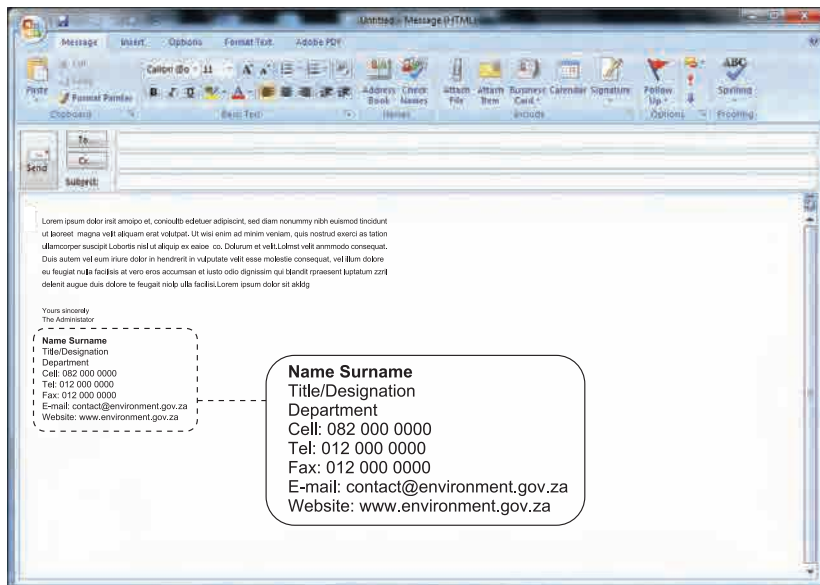 Untitled - Message (HTML)
Message Insert Options Format Text Adobe PDF
Cut
Calibri (Bo 11
Paste
Format Painter
Address Book
Check Names
Attach File
Attach Item
Business Card
Calendar
Signature
Follow Up
ABC
Spelling
Clipboard
Basic Text
Names
Include
Options
Proofing
To...
Send
Cc...
Subject:
Lorem ipsum dolor irsit amoipo et, conioultb edletuer adipiscint, sed diam nonummy nibh euismod tincidunt
ut laoreet magna velit aliquam erat volutpat. Ut wisi enim ad minim veniam, quis nostrud exerci as tation
ullamcorper suscipit Lobortis nisl ut aliquip ex eaioe co. Dolurum et velit.Lolmst velit anmmodo consequat.
Duis autem vel eum iriure dolor in hendrerit in vulputate velit esse molestie consequat, vel illum dolore
eu feugiat nulla facilisis at vero eros accumsan et iusto odio dignissim qui blandit rpraesent luptatum zzril
delenit augue duis dolore te feugait niolp ulla facilisi.Lorem ipsum dolor sit akldg
Yours sincerely
The Administator
Name Surname
Title/Designation
Department
Cell: 082 000 0000
Tel: 012 000 0000
Fax: 012 000 0000
E-mail: contact@environment.gov.za
Website: www.environment.gov.za
Name Surname
Title/Designation
Department
Cell: 082 000 0000
Tel: 012 000 0000
Fax: 012 000 0000
E-mail: contact@environment.gov.za
Website: www.environment.gov.za